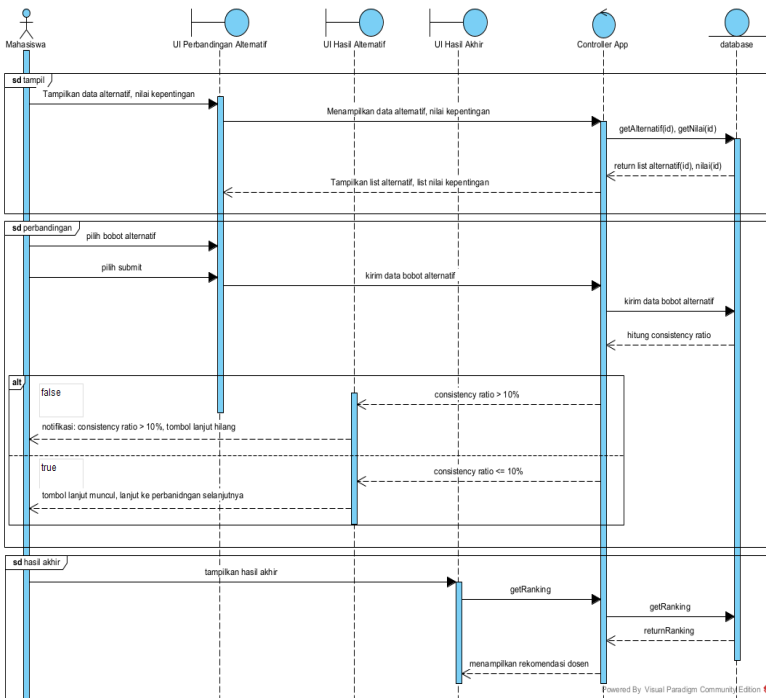 Mahasiswa
UI Perbandingan Alternatif
UI Hasil Alternatif
UI Hasil Akhir
Controller App
database
sd tampil
Tampilkan data alternatif, nilai kepentingan
Menampilkan data alternatif, nilai kepentingan
getAlternatif(id), getNilai(id)
return list alternatif(id), nilai(id)
Tampilkan list alternatif, list nilai kepentingan
sd perbandingan
pilih bobot alternatif
pilih submit
kirim data bobot alternatif
kirim data bobot alternatif
hitung consistency ratio
alt
false
consistency ratio > 10%
notifikasi: consistency ratio > 10%, tombol lanjut hilang
true
consistency ratio <= 10%
tombol lanjut muncul, lanjut ke perbanidngan selanjutnya
sd hasil akhir
tampilkan hasil akhir
getRanking
getRanking
returnRanking
menampilkan rekomendasi dosen
Powered By Visual Paradigm Community Edition